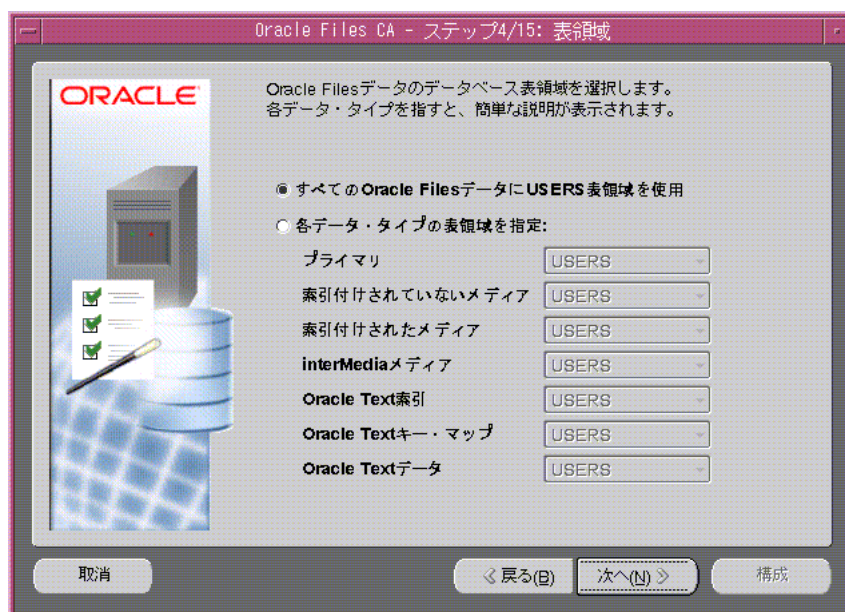 Oracle Files CA - ステップ4/15: 表領域
ORACLE
Oracle Filesデータのデータベース表領域を選択します。
各データ・タイプを指すと、簡単な説明が表示されます。
すべてのOracle FilesデータにUSERS表領域を使用
各データ・タイプの表領域を指定:
プライマリ USERS
索引付けされていないメディア USERS
索引付けされたメディア USERS
interMediaメディア USERS
Oracle Text索引 USERS
Oracle Textキー・マップ USERS
Oracle Textデータ USERS
取消 戻る(B) 次へ(N) 構成